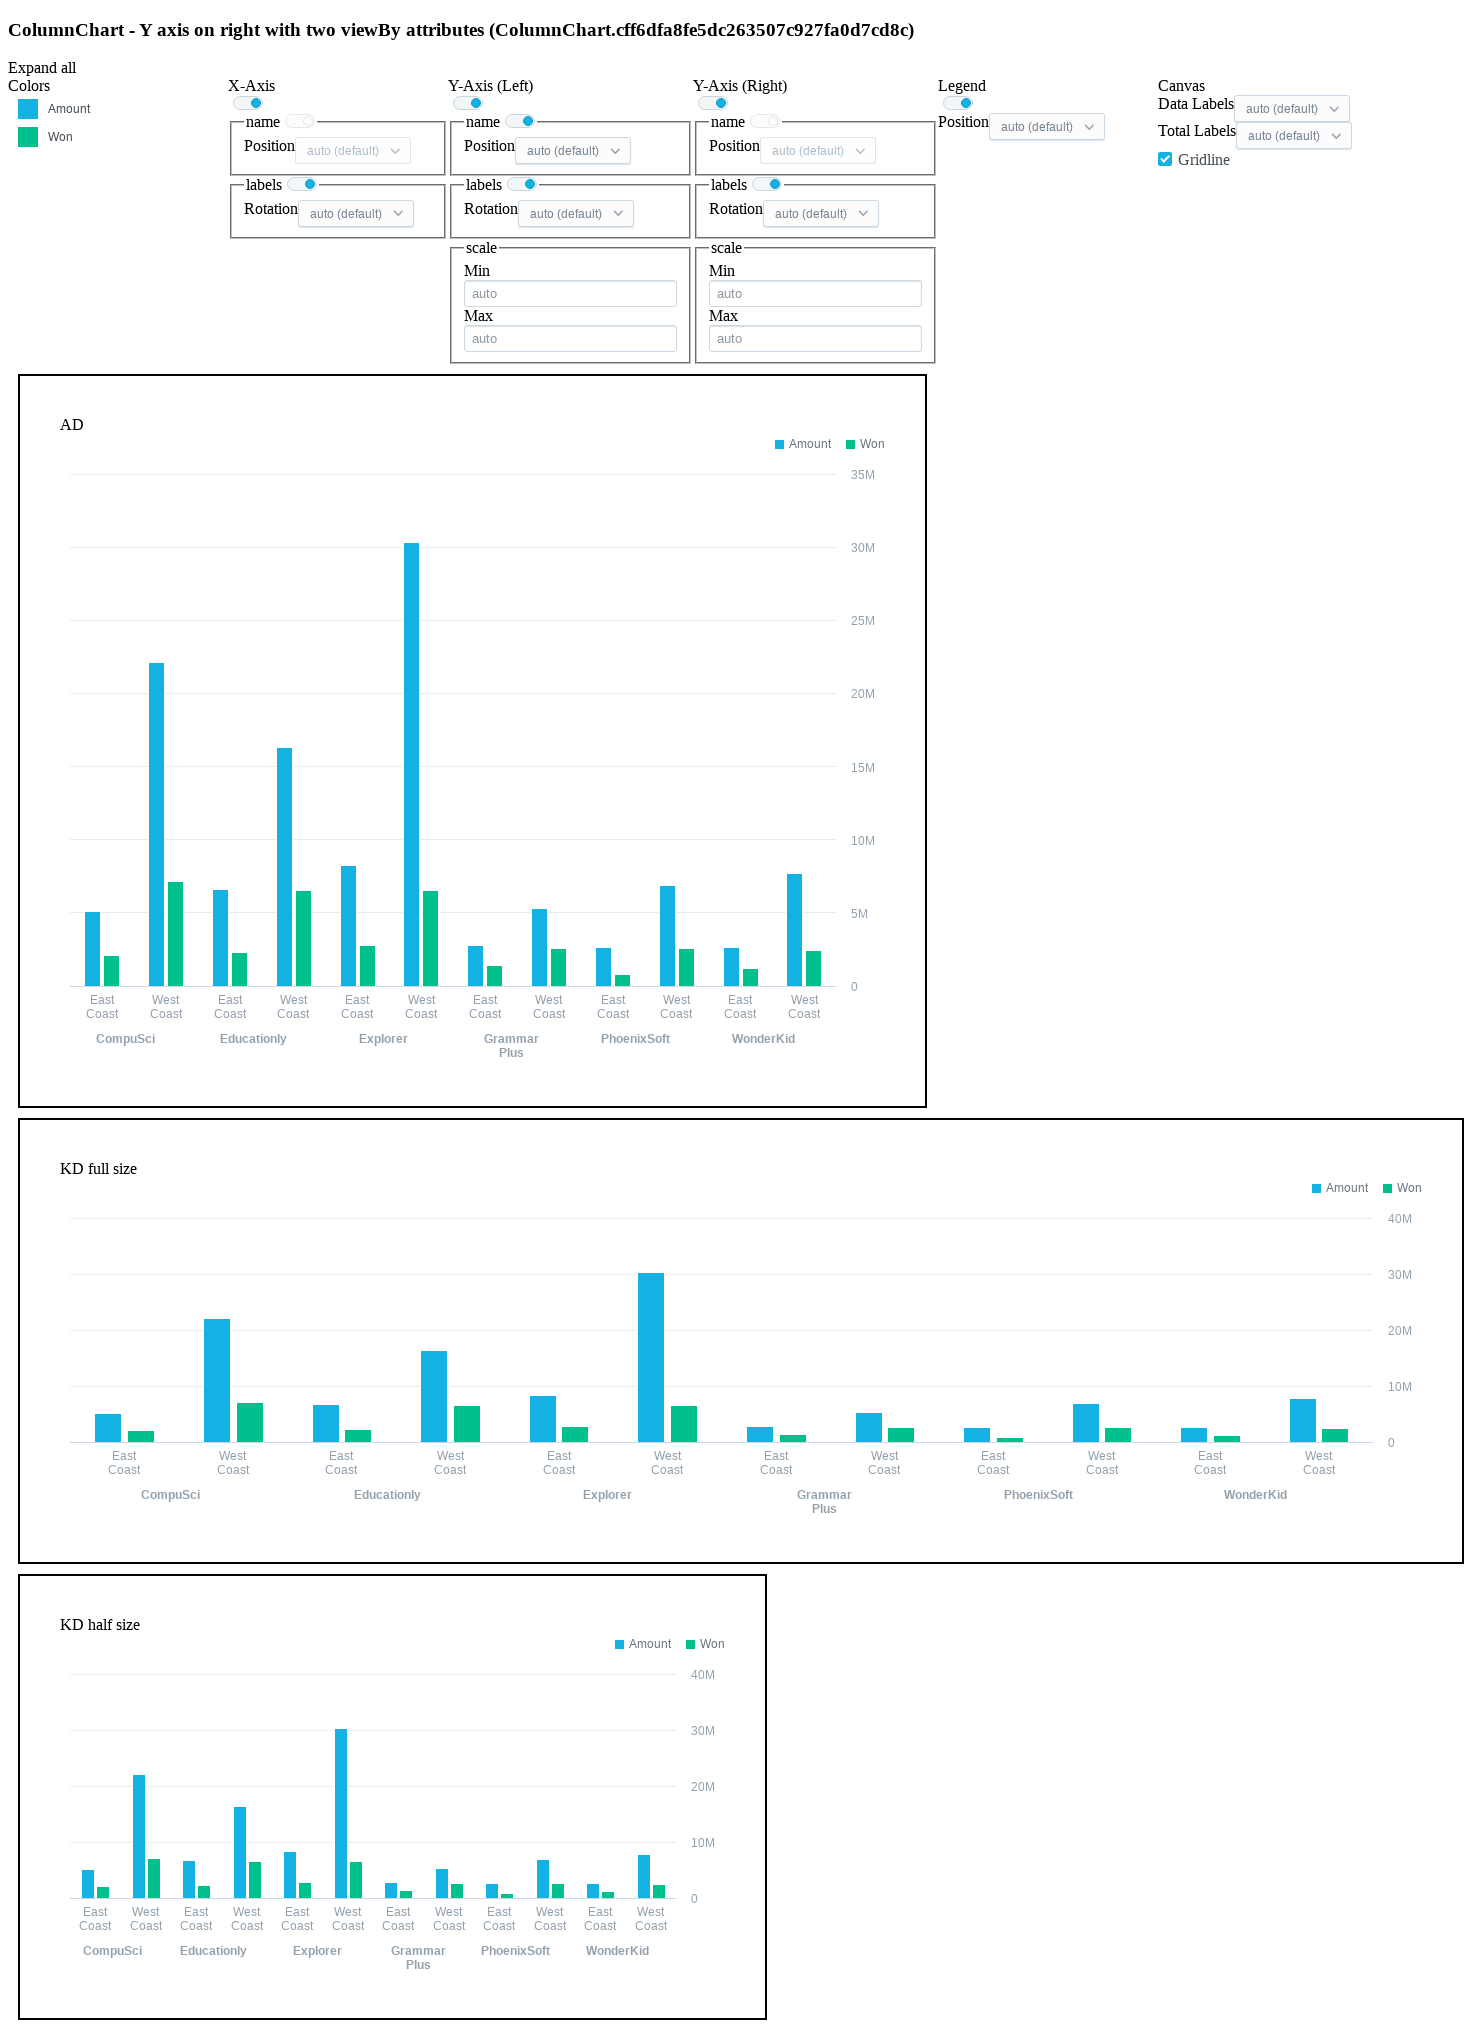 ColumnChart - Y axis on right with two viewBy attributes (ColumnChart.cff6dfa8fe5dc263507c927fa0d7cd8c)
Expand all
Colors
Amount
Won
X-Axis
name
Position auto (default)
labels
Rotation auto (default)
Y-Axis (Left)
name
Position auto (default)
labels
Rotation auto (default)
scale
Min
auto
Max
auto
Y-Axis (Right)
name
Position auto (default)
labels
Rotation auto (default)
scale
Min
auto
Max
auto
Legend
Position auto (default)
Canvas
Data Labels auto (default)
Total Labels auto (default)
Gridline
AD
Amount Won
35M
30M
25M
20M
15M
10M
5M
0
East West East West East West East West East West East West
Coast Coast Coast Coast Coast Coast Coast Coast Coast Coast Coast Coast
CompuSci Educationly Explorer Grammar PhoenixSoft WonderKid
Plus
KD full size
Amount Won
40M
30M
20M
10M
0
East West East West East West East West East West East West
Coast Coast Coast Coast Coast Coast Coast Coast Coast Coast Coast Coast
CompuSci Educationly Explorer Grammar PhoenixSoft WonderKid
Plus
KD half size
Amount Won
40M
30M
20M
10M
0
East West East West East West East West East West East West
Coast Coast Coast Coast Coast Coast Coast Coast Coast Coast Coast Coast
CompuSci Educationly Explorer Grammar PhoenixSoft WonderKid
Plus